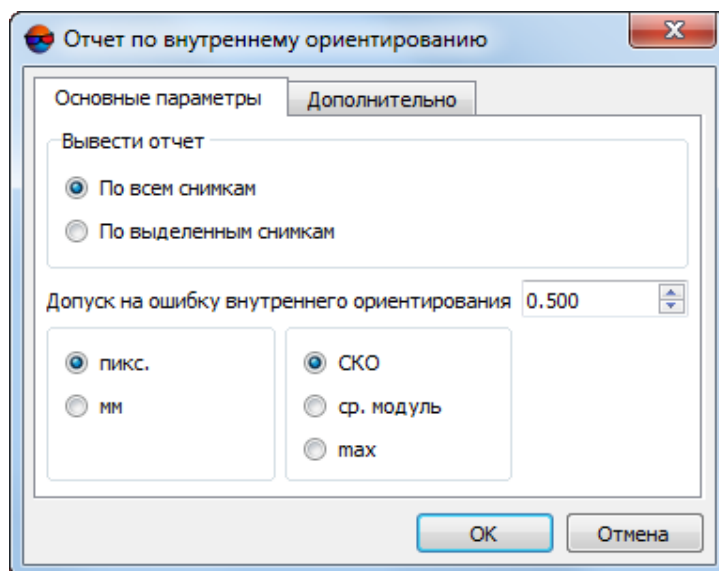 Отчет по внутреннему ориентированию
Основные параметры
Дополнительно
Вывести отчет
По всем снимкам
По выделенным снимкам
Допуск на ошибку внутреннего ориентирования 0.500
пикс.
мм
СКО
ср. модуль
max
OK
Отмена